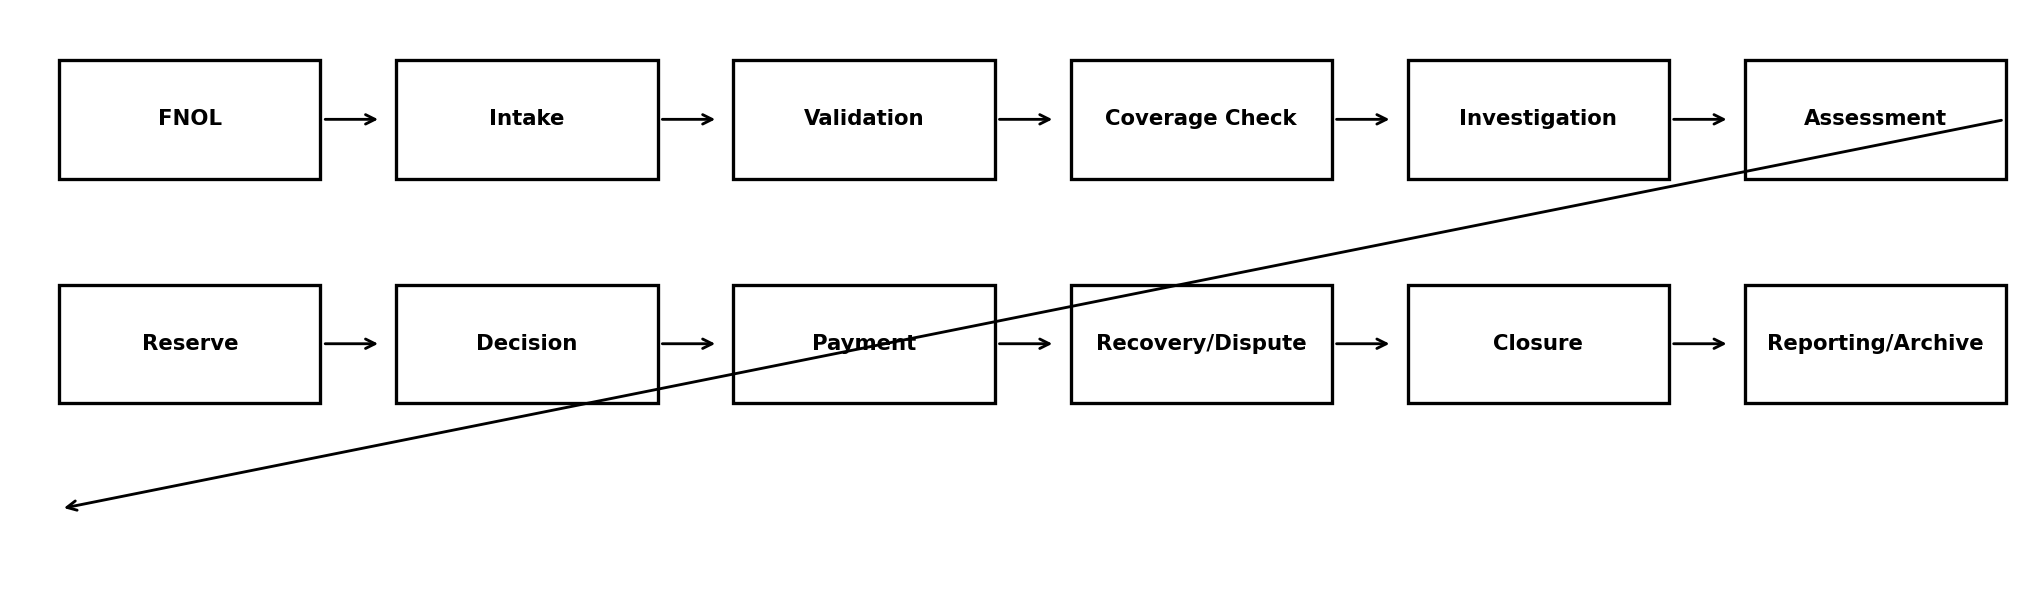 FNOL
Intake
Validation
Coverage Check
Investigation
Assessment
Reserve
Decision
Payment
Recovery/Dispute
Closure
Reporting/Archive